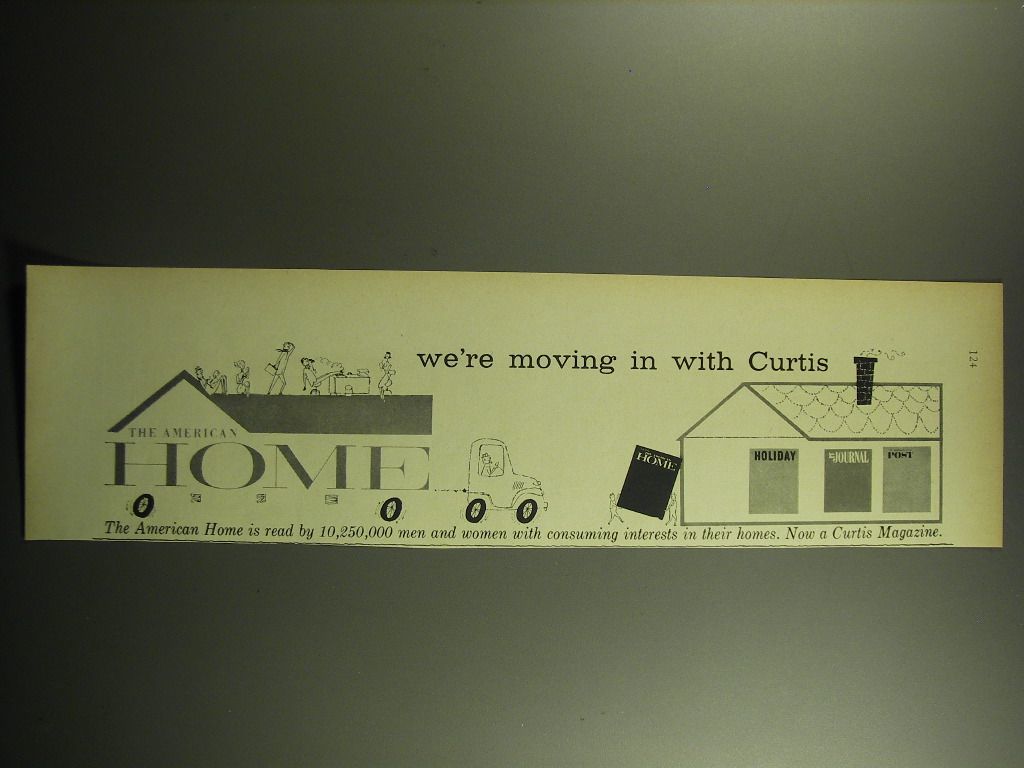 we're moving in with Curtis
124
THE AMERICAN
HOME
HOME
HOLIDAY
JOURNAL
POST
The American Home is read by 10,250,000 men and women with consuming interests in their homes. Now a Curtis Magazine.